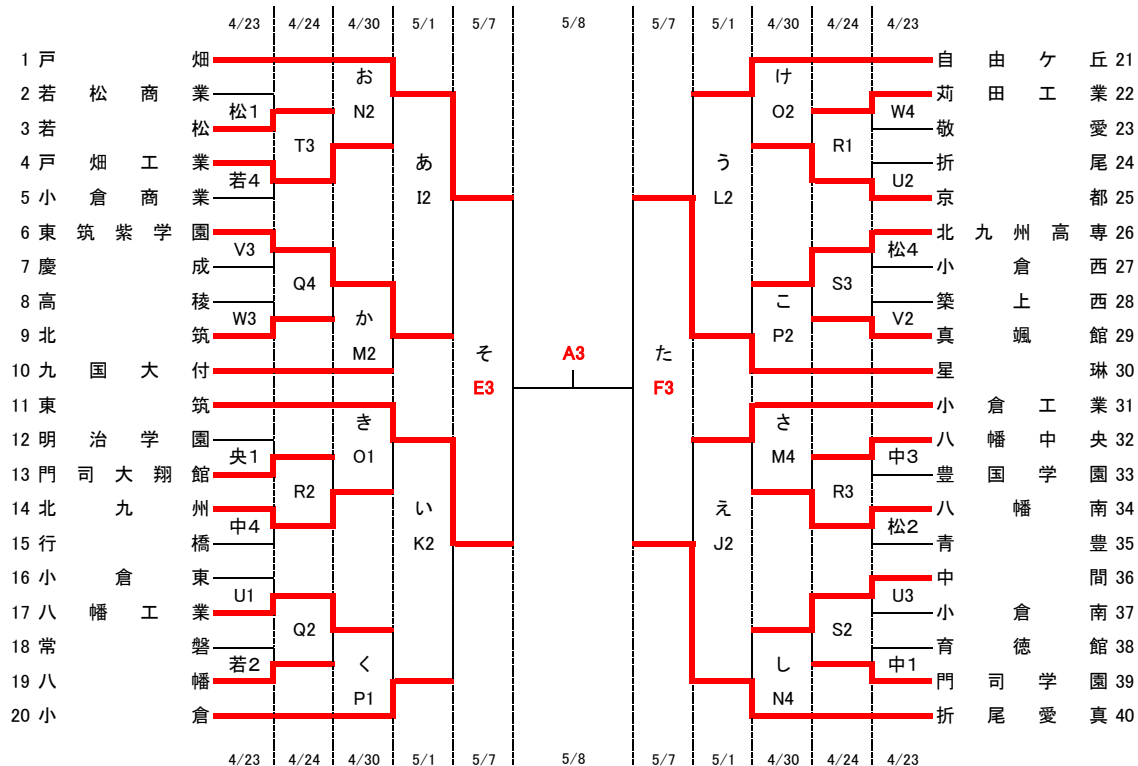 4/23 4/24 4/30 5/1 5/7 5/8 5/7 5/1 4/30 4/24 4/23
1 戸畑 自由ケ丘 21
お け
2 若松商業 苅田工業 22
松1 N2 O2 W4
3 若松 敬愛 23
T3 R1
4 戸畑工業 あ う 折尾 24
若4 U2
5 小倉商業 I2 L2 京都 25
6 東筑紫学園 北九州高専 26
V3 松4
7 慶成 小倉西 27
Q4 S3
8 高稜 こ 築上西 28
W3 か V2
9 北筑 P2 真颯館 29
M2 そ A3 た
10 九国大付 星琳 30
E3 F3
11 東筑 小倉工業 31
き さ
12 明治学園 八幡中央 32
央1 O1 M4 中3
13 門司大翔館 豊国学園 33
R2 R3
14 北九州 い え 八幡南 34
中4 松2
15 行橋 K2 J2 青豊 35
16 小倉東 中間 36
U1 U3
17 八幡工業 小倉南 37
Q2 S2
18 常磐 育徳館 38
若2 く し 中1
19 八幡 門司学園 39
P1 N4
20 小倉 折尾愛真 40
4/23 4/24 4/30 5/1 5/7 5/8 5/7 5/1 4/30 4/24 4/23